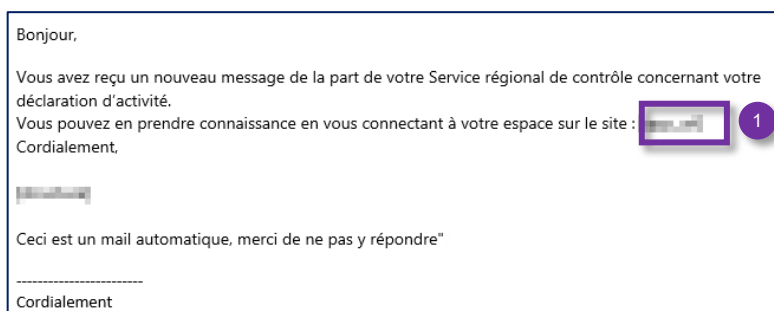 Bonjour,
Vous avez reçu un nouveau message de la part de votre Service régional de contrôle concernant votre
déclaration d'activité.
Vous pouvez en prendre connaissance en vous connectant à votre espace sur le site :
1
Cordialement,
Ceci est un mail automatique, merci de ne pas y répondre"
------------------------
Cordialement